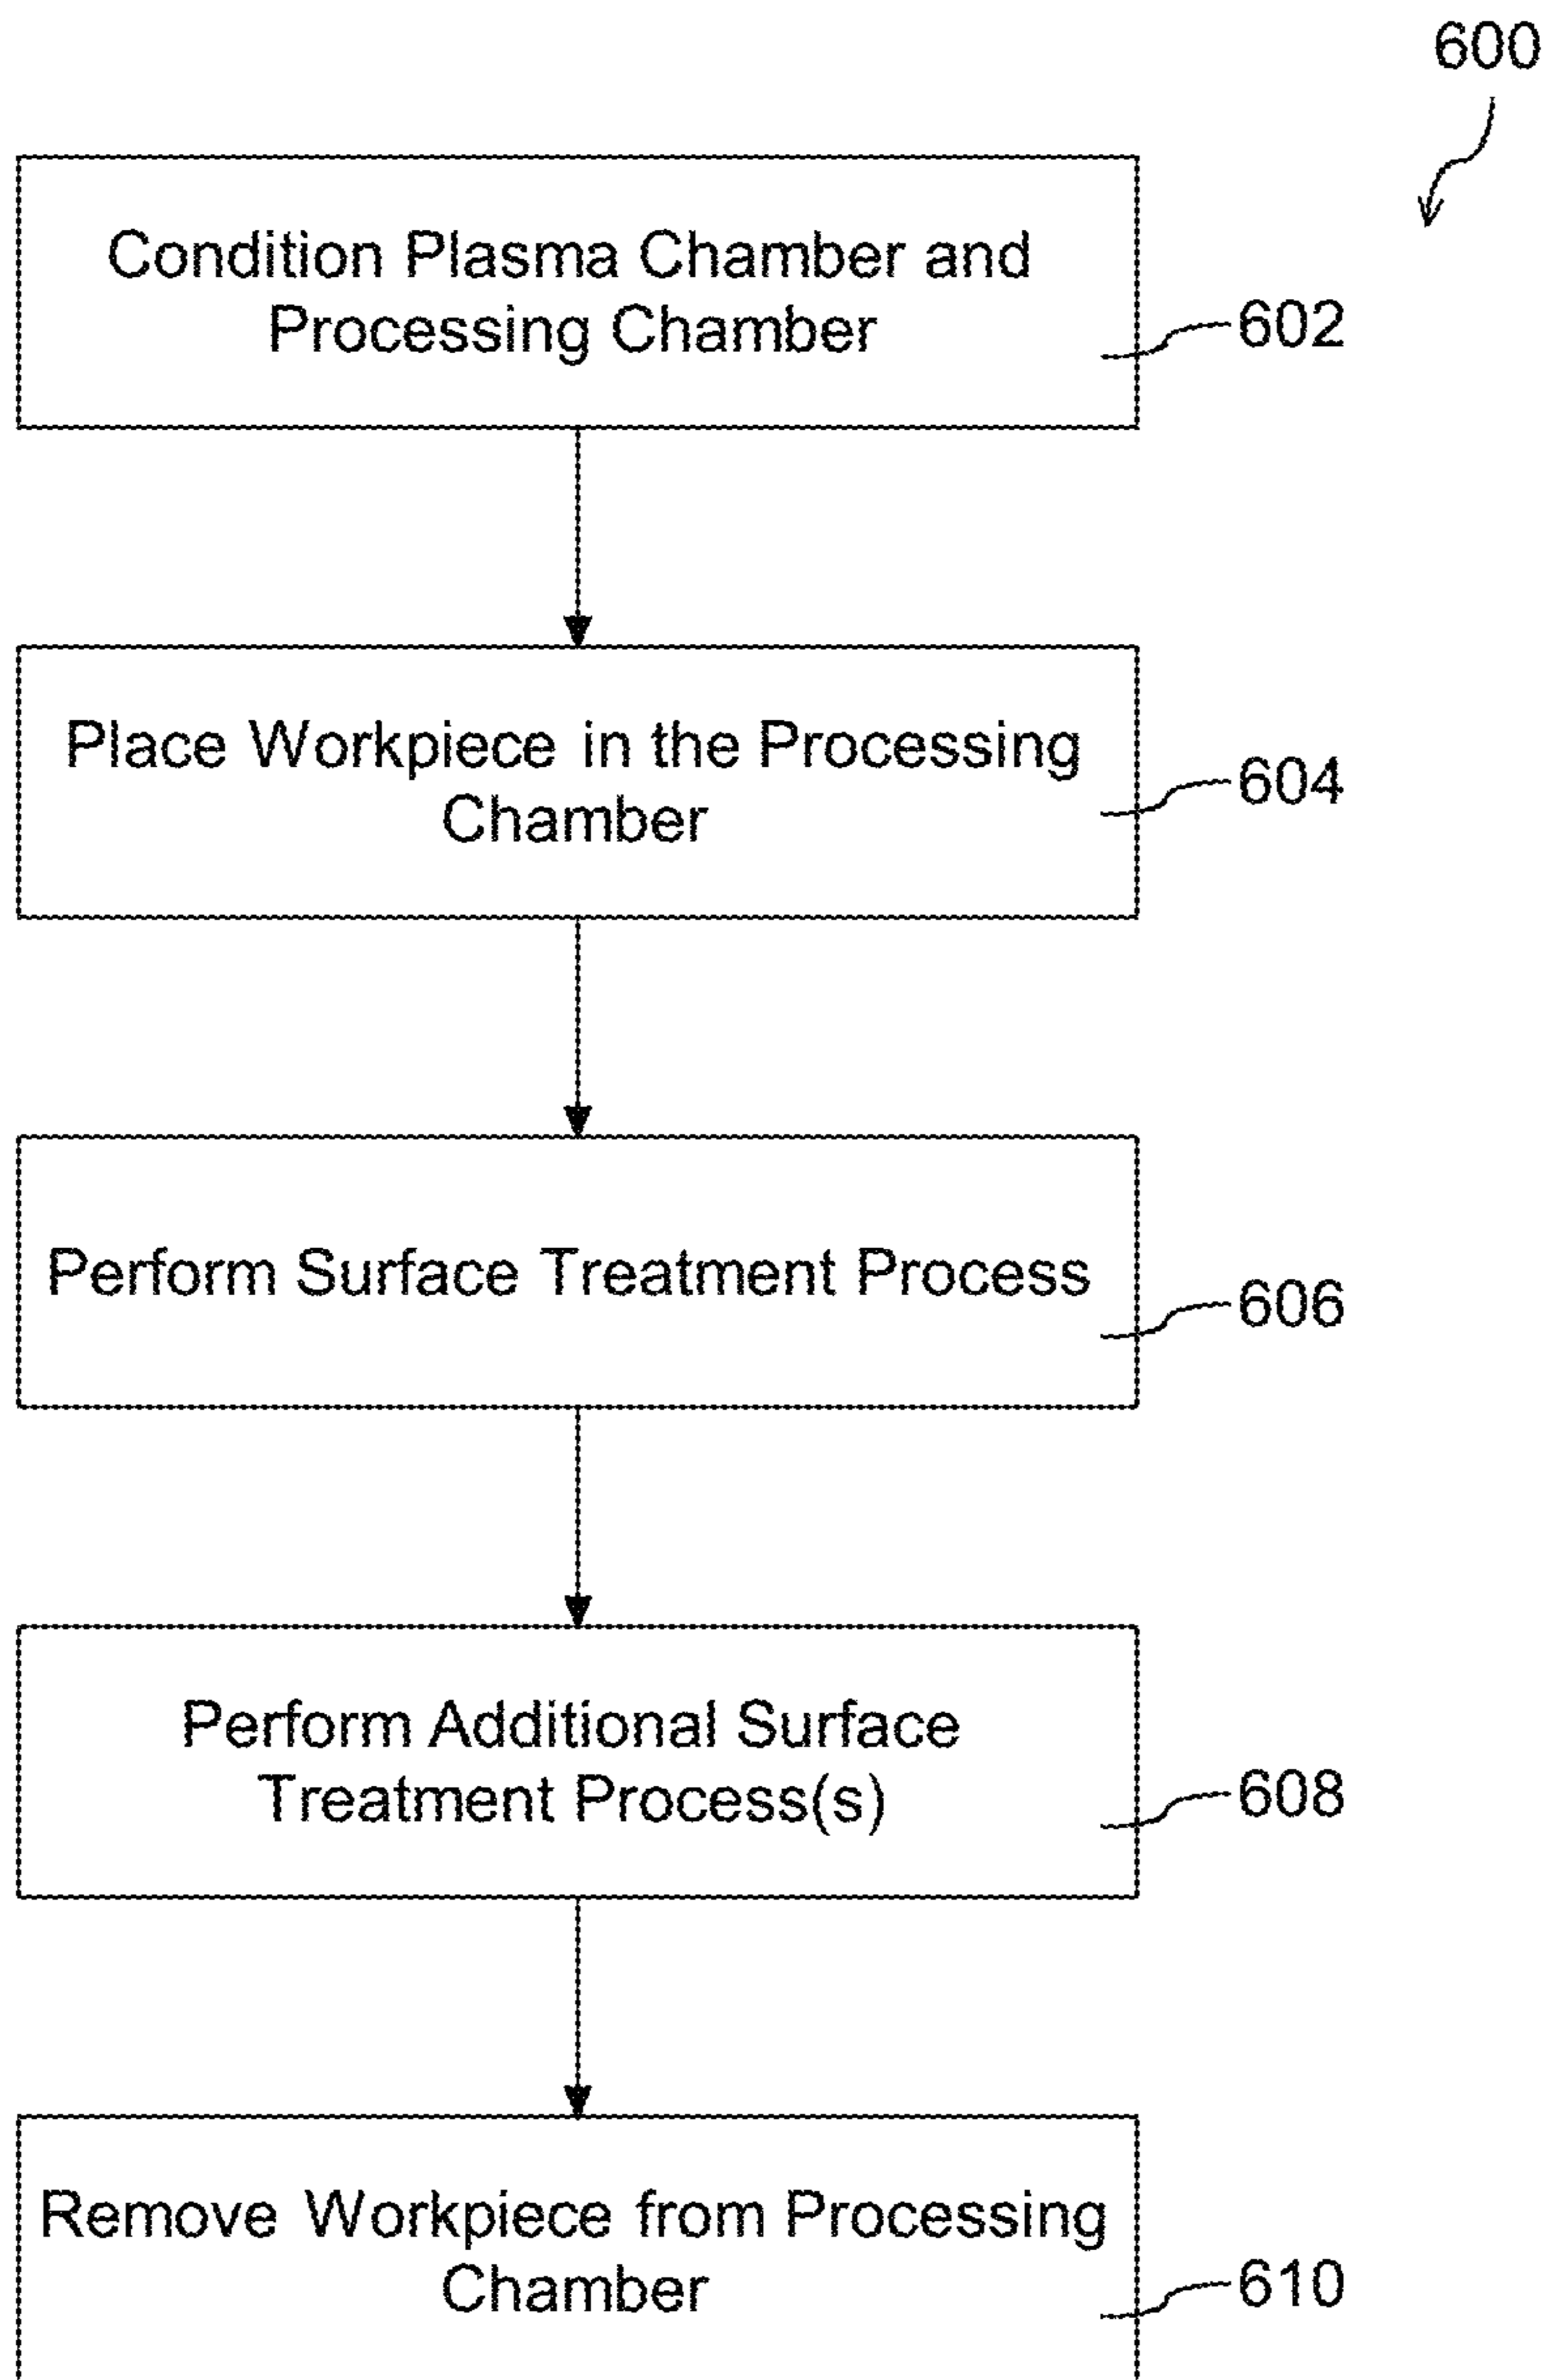 600
Condition Plasma Chamber and
Processing Chamber
602
Place Workpiece in the Processing
Chamber
604
Perform Surface Treatment Process
606
Perform Additional Surface
Treatment Process(s)
608
Remove Workpiece from Processing
Chamber
610